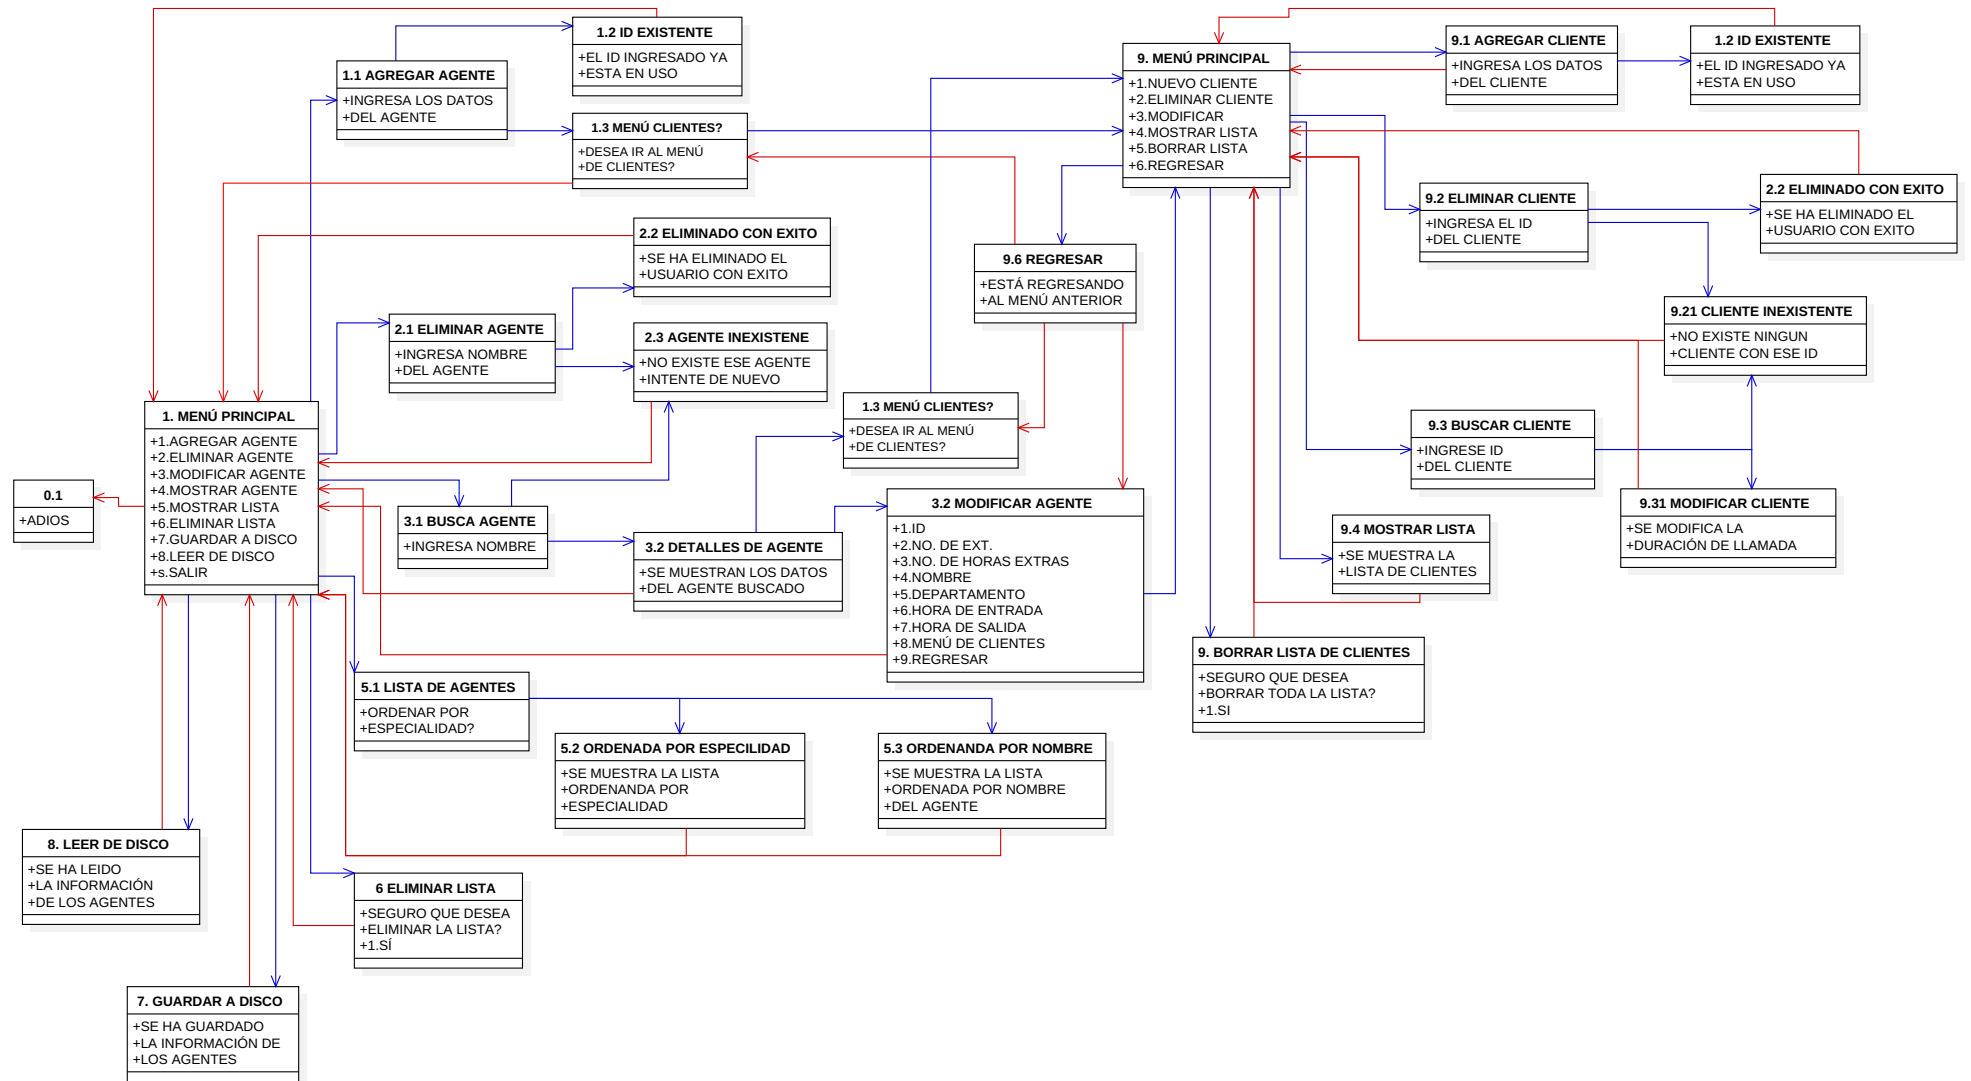 1.2 ID EXISTENTE
+EL ID INGRESADO YA
+ESTA EN USO
1.1 AGREGAR AGENTE
+INGRESA LOS DATOS
+DEL AGENTE
1.3 MENÚ CLIENTES?
+DESEA IR AL MENÚ
+DE CLIENTES?
2.2 ELIMINADO CON EXITO
+SE HA ELIMINADO EL
+USUARIO CON EXITO
2.1 ELIMINAR AGENTE
+INGRESA NOMBRE
+DEL AGENTE
2.3 AGENTE INEXISTENE
+NO EXISTE ESE AGENTE
+INTENTE DE NUEVO
1. MENÚ PRINCIPAL
+1.AGREGAR AGENTE
+2.ELIMINAR AGENTE
+3.MODIFICAR AGENTE
+4.MOSTRAR AGENTE
+5.MOSTRAR LISTA
+6.ELIMINAR LISTA
+7.GUARDAR A DISCO
+8.LEER DE DISCO
+s.SALIR
0.1
+ADIOS
3.1 BUSCA AGENTE
+INGRESA NOMBRE
3.2 DETALLES DE AGENTE
+SE MUESTRAN LOS DATOS
+DEL AGENTE BUSCADO
1.3 MENÚ CLIENTES?
+DESEA IR AL MENÚ
+DE CLIENTES?
3.2 MODIFICAR AGENTE
+1.ID
+2.NO. DE EXT.
+3.NO. DE HORAS EXTRAS
+4.NOMBRE
+5.DEPARTAMENTO
+6.HORA DE ENTRADA
+7.HORA DE SALIDA
+8.MENÚ DE CLIENTES
+9.REGRESAR
5.1 LISTA DE AGENTES
+ORDENAR POR
+ESPECIALIDAD?
5.2 ORDENADA POR ESPECILIDAD
+SE MUESTRA LA LISTA
+ORDENANDA POR
+ESPECIALIDAD
5.3 ORDENANDA POR NOMBRE
+SE MUESTRA LA LISTA
+ORDENADA POR NOMBRE
+DEL AGENTE
8. LEER DE DISCO
+SE HA LEIDO
+LA INFORMACIÓN
+DE LOS AGENTES
6 ELIMINAR LISTA
+SEGURO QUE DESEA
+ELIMINAR LA LISTA?
+1.SÍ
7. GUARDAR A DISCO
+SE HA GUARDADO
+LA INFORMACIÓN DE
+LOS AGENTES
9. MENÚ PRINCIPAL
+1.NUEVO CLIENTE
+2.ELIMINAR CLIENTE
+3.MODIFICAR
+4.MOSTRAR LISTA
+5.BORRAR LISTA
+6.REGRESAR
9.1 AGREGAR CLIENTE
+INGRESA LOS DATOS
+DEL CLIENTE
1.2 ID EXISTENTE
+EL ID INGRESADO YA
+ESTA EN USO
9.2 ELIMINAR CLIENTE
+INGRESA EL ID
+DEL CLIENTE
2.2 ELIMINADO CON EXITO
+SE HA ELIMINADO EL
+USUARIO CON EXITO
9.6 REGRESAR
+ESTÁ REGRESANDO
+AL MENÚ ANTERIOR
9.21 CLIENTE INEXISTENTE
+NO EXISTE NINGUN
+CLIENTE CON ESE ID
9.3 BUSCAR CLIENTE
+INGRESE ID
+DEL CLIENTE
9.31 MODIFICAR CLIENTE
+SE MODIFICA LA
+DURACIÓN DE LLAMADA
9.4 MOSTRAR LISTA
+SE MUESTRA LA
+LISTA DE CLIENTES
9. BORRAR LISTA DE CLIENTES
+SEGURO QUE DESEA
+BORRAR TODA LA LISTA?
+1.SI